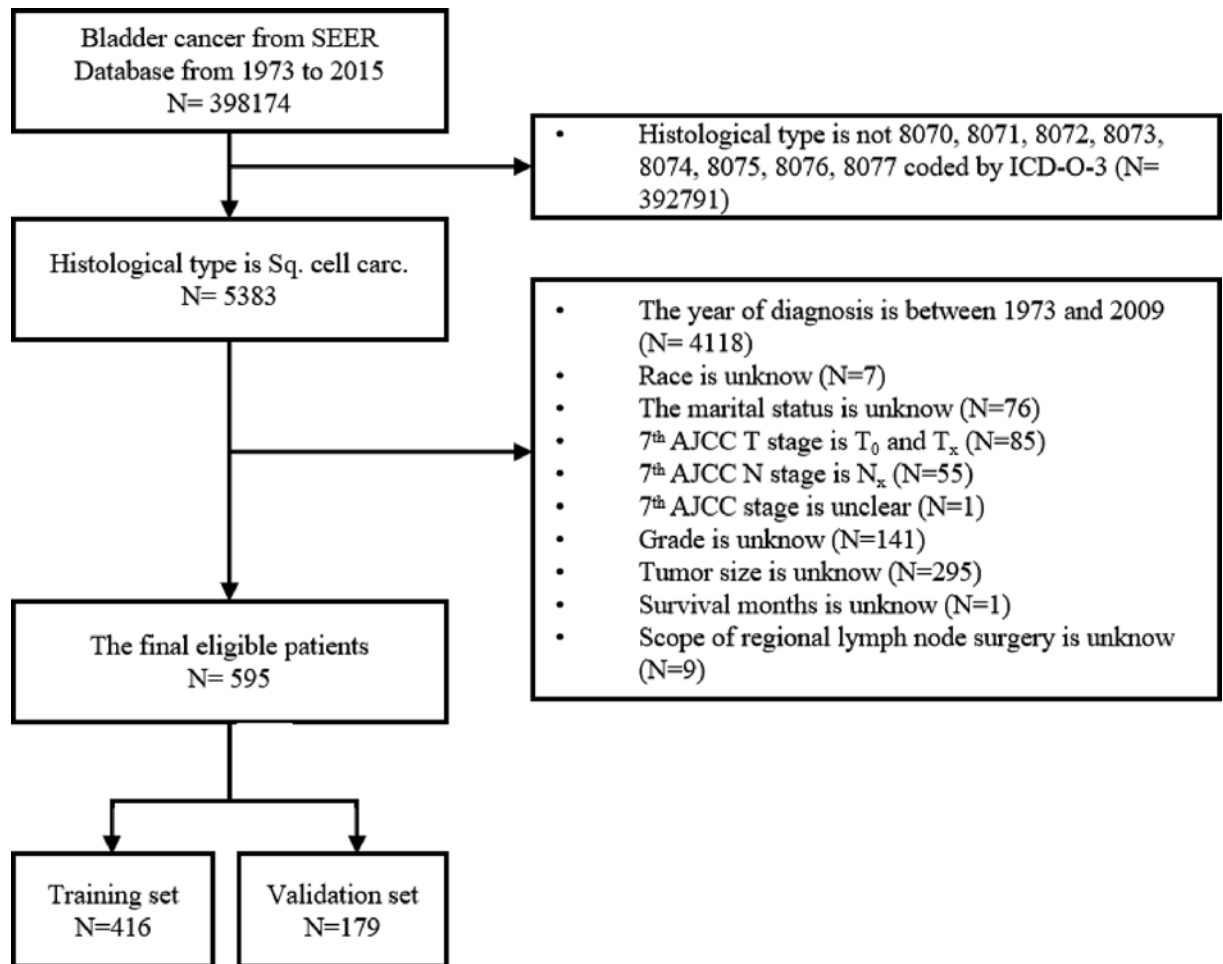 Bladder cancer from SEER
Database from 1973 to 2015
N= 398174
• Histological type is not 8070, 8071, 8072, 8073,
8074, 8075, 8076, 8077 coded by ICD-O-3 (N=
392791)
Histological type is Sq. cell carc.
N= 5383
• The year of diagnosis is between 1973 and 2009
(N= 4118)
• Race is unknow (N=7)
• The marital status is unknow (N=76)
• 7th AJCC T stage is T0 and Tx (N=85)
• 7th AJCC N stage is Nx (N=55)
• 7th AJCC stage is unclear (N=1)
• Grade is unknow (N=141)
• Tumor size is unknow (N=295)
• Survival months is unknow (N=1)
• Scope of regional lymph node surgery is unknow
(N=9)
The final eligible patients
N= 595
Training set
N=416
Validation set
N=179